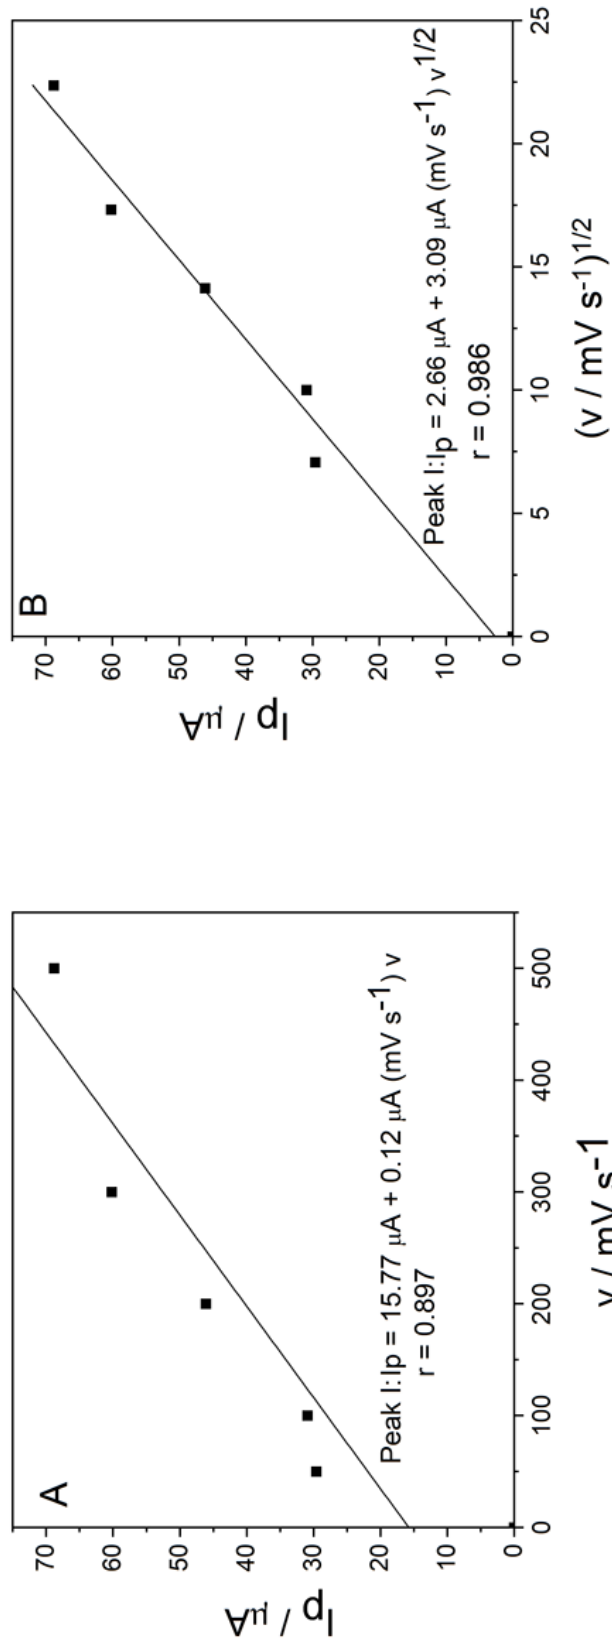 A
Ip / µA
70
60
50
40
30
20
10
0
Peak I:Ip = 15.77 µA + 0.12 µA (mV s⁻¹) v
r = 0.897
0 100 200 300 400 500
v / mV s⁻¹
B
Ip / µA
70
60
50
40
30
20
10
0
Peak I:Ip = 2.66 µA + 3.09 µA (mV s⁻¹) v1/2
r = 0.986
0 5 10 15 20 25
(v / mV s⁻¹)1/2